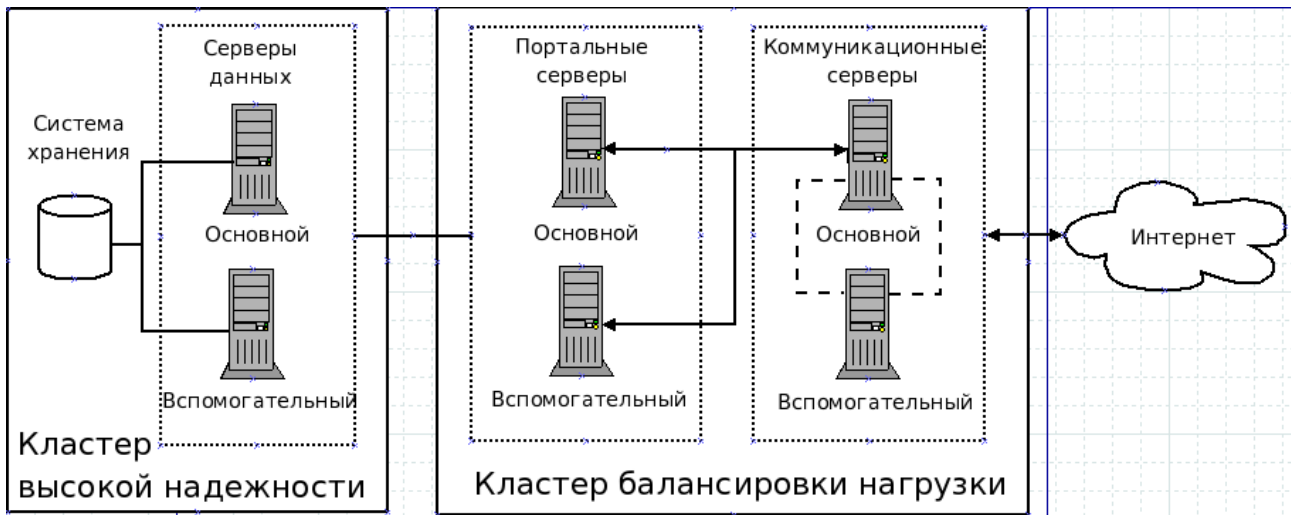 Серверы
данных
Система
хранения
Основной
Вспомогательный
Кластер
высокой надежности
Портальные
серверы
Основной
Вспомогательный
Коммуникационные
серверы
Основной
Вспомогательный
Кластер балансировки нагрузки
Интернет